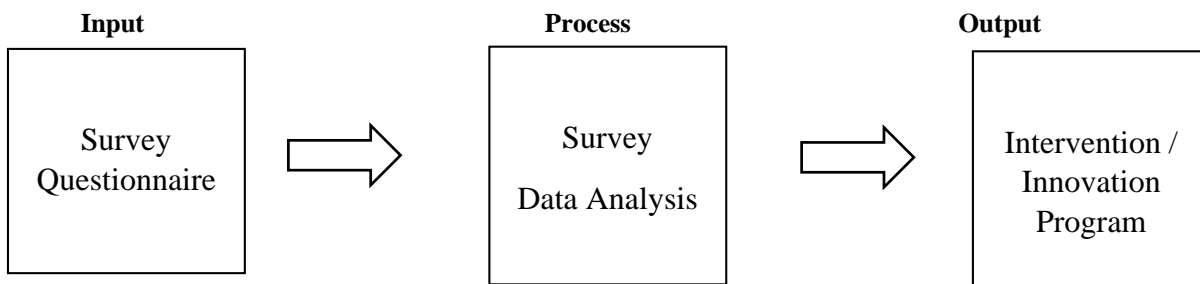 Input
Process
Output
Survey
Questionnaire
Survey
Data Analysis
Intervention /
Innovation
Program